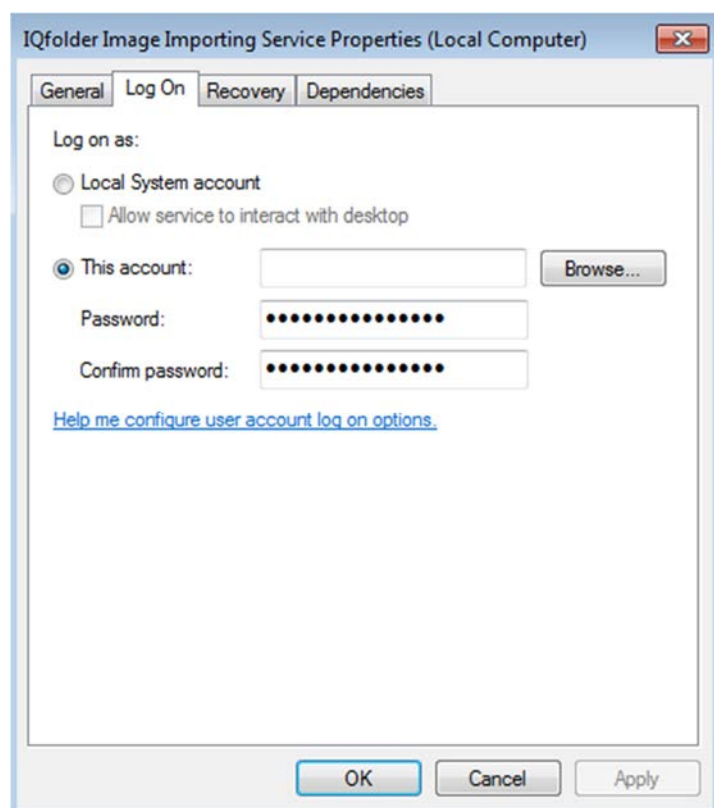 IQfolder Image Importing Service Properties (Local Computer)
General Log On Recovery Dependencies
Log on as:
Local System account
Allow service to interact with desktop
This account: Browse...
Password: •••••••••••••••
Confirm password: •••••••••••••••
Help me configure user account log on options.
OK Cancel Apply